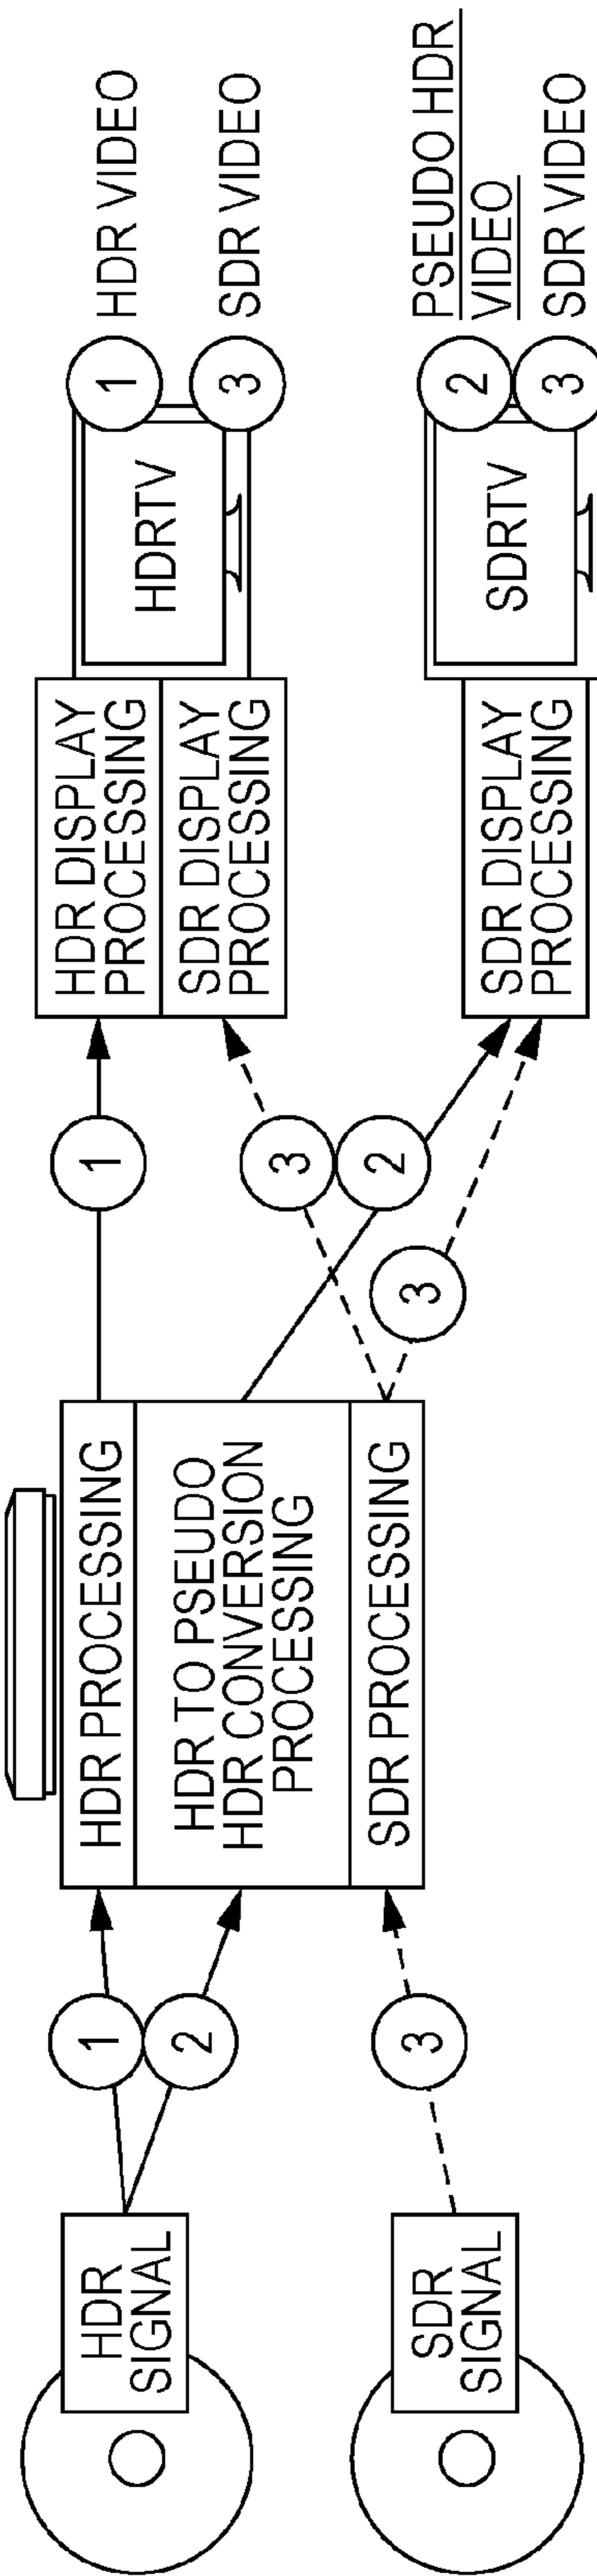 HDR
SIGNAL
SDR
SIGNAL
1
2
3
HDR PROCESSING
HDR TO PSEUDO
HDR CONVERSION
PROCESSING
SDR PROCESSING
1
3
2
3
HDR DISPLAY
PROCESSING
SDR DISPLAY
PROCESSING
HDRTV
1
HDR VIDEO
3
SDR VIDEO
SDR DISPLAY
PROCESSING
SDRTV
2
PSEUDO HDR
VIDEO
3
SDR VIDEO